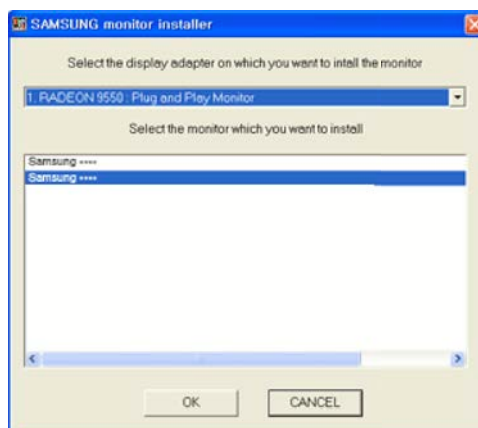 SAMSUNG monitor installer
Select the display adapter on which you want to intall the monitor
1. RADEON 9550 : Plug and Play Monitor
Select the monitor which you want to install
Samsung ****
Samsung ****
OK
CANCEL